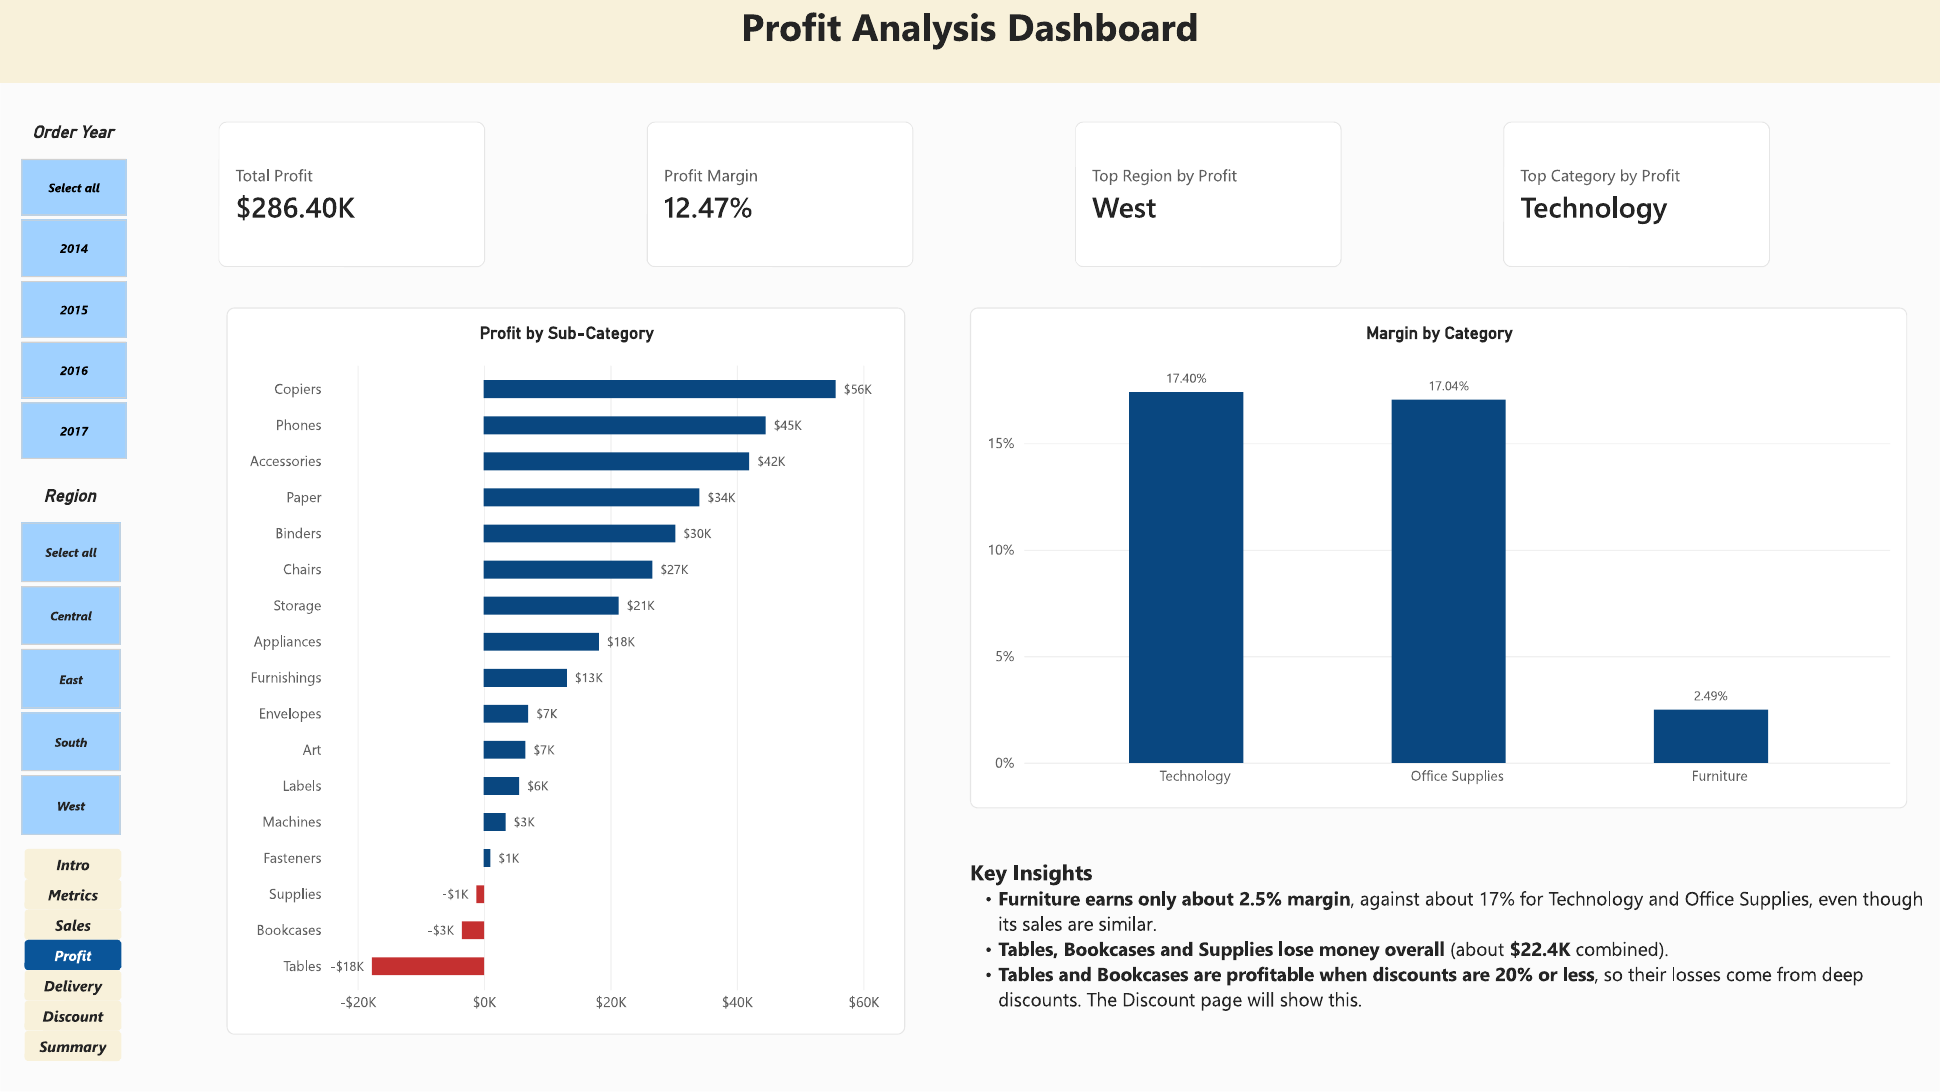 Profit Analysis Dashboard
Order Year
Select all
2014
2015
2016
2017
Region
Select all
Central
East
South
West
Intro
Metrics
Sales
Profit
Delivery
Discount
Summary
Total Profit
$286.40K
Profit Margin
12.47%
Top Region by Profit
West
Top Category by Profit
Technology
Profit by Sub-Category
Copiers $56K
Phones $45K
Accessories $42K
Paper $34K
Binders $30K
Chairs $27K
Storage $21K
Appliances $18K
Furnishings $13K
Envelopes $7K
Art $7K
Labels $6K
Machines $3K
Fasteners $1K
Supplies -$1K
Bookcases -$3K
Tables -$18K
-$20K $0K $20K $40K $60K
Margin by Category
17.40% 17.04%
15%
10%
5%
2.49%
0%
Technology Office Supplies Furniture
Key Insights
• Furniture earns only about 2.5% margin, against about 17% for Technology and Office Supplies, even though
its sales are similar.
• Tables, Bookcases and Supplies lose money overall (about $22.4K combined).
• Tables and Bookcases are profitable when discounts are 20% or less, so their losses come from deep
discounts. The Discount page will show this.